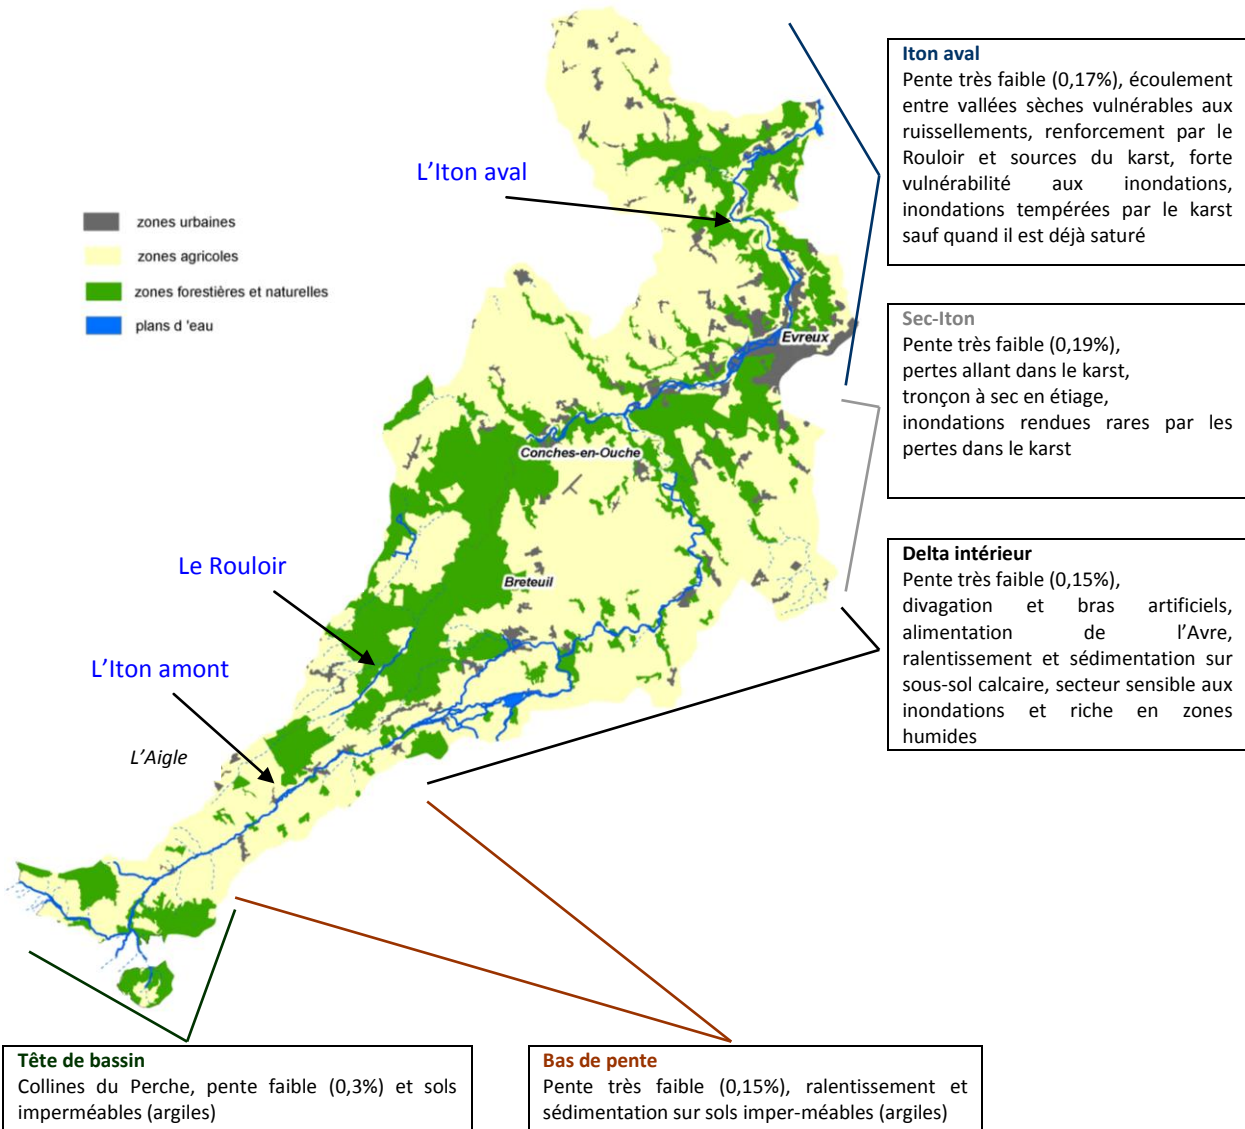 Iton aval
Pente très faible (0,17%), écoulement
entre vallées sèches vulnérables aux
ruissellements, renforcement par le
Rouloir et sources du karst, forte
vulnérabilité aux inondations,
inondations tempérées par le karst
sauf quand il est déjà saturé
L’Iton aval
zones urbaines
zones agricoles
zones forestières et naturelles
plans d 'eau
Sec-Iton
Pente très faible (0,19%),
pertes allant dans le karst,
tronçon à sec en étiage,
inondations rendues rares par les
pertes dans le karst
Evreux
Conches-en-Ouche
Le Rouloir
Breteuil
Delta intérieur
Pente très faible (0,15%),
divagation et bras artificiels,
alimentation de l’Avre,
ralentissement et sédimentation sur
sous-sol calcaire, secteur sensible aux
inondations et riche en zones
humides
L’Iton amont
L’Aigle
Tête de bassin
Collines du Perche, pente faible (0,3%) et sols
imperméables (argiles)
Bas de pente
Pente très faible (0,15%), ralentissement et
sédimentation sur sols imper-méables (argiles)